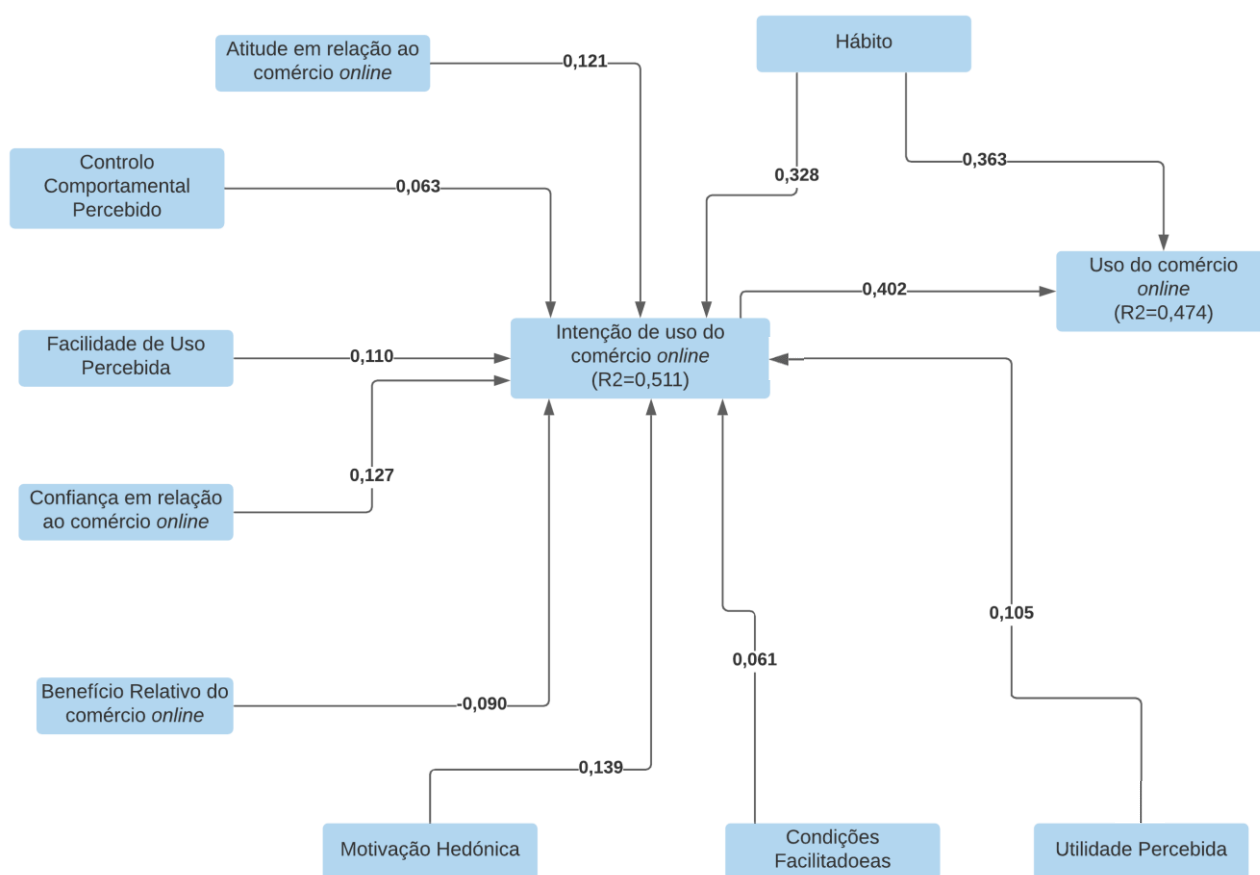 Atitude em relação ao
comércio online
0,121
Hábito
Controlo
Comportamental
Percebido
0,063
0,328
0,363
Uso do comércio
online
(R2=0,474)
0,402
Intenção de uso do
comércio online
(R2=0,511)
Facilidade de Uso
Percebida
0,110
0,127
Confiança em relação
ao comércio online
0,105
0,061
Benefício Relativo do
comércio online
-0,090
0,139
Motivação Hedónica
Condições
Facilitadoeas
Utilidade Percebida